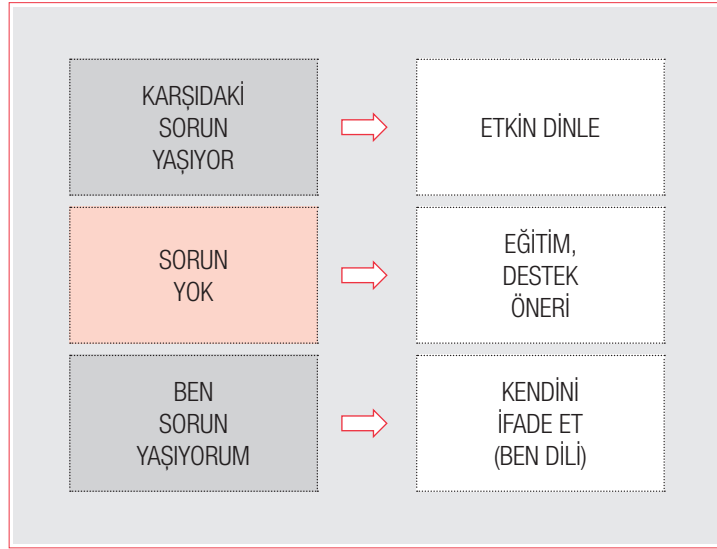 KARŞIDAKİ
SORUN
YAŞIYOR
ETKİN DİNLE
SORUN
YOK
EĞİTİM,
DESTEK
ÖNERİ
BEN
SORUN
YAŞIYORUM
KENDİNİ
İFADE ET
(BEN DİLİ)